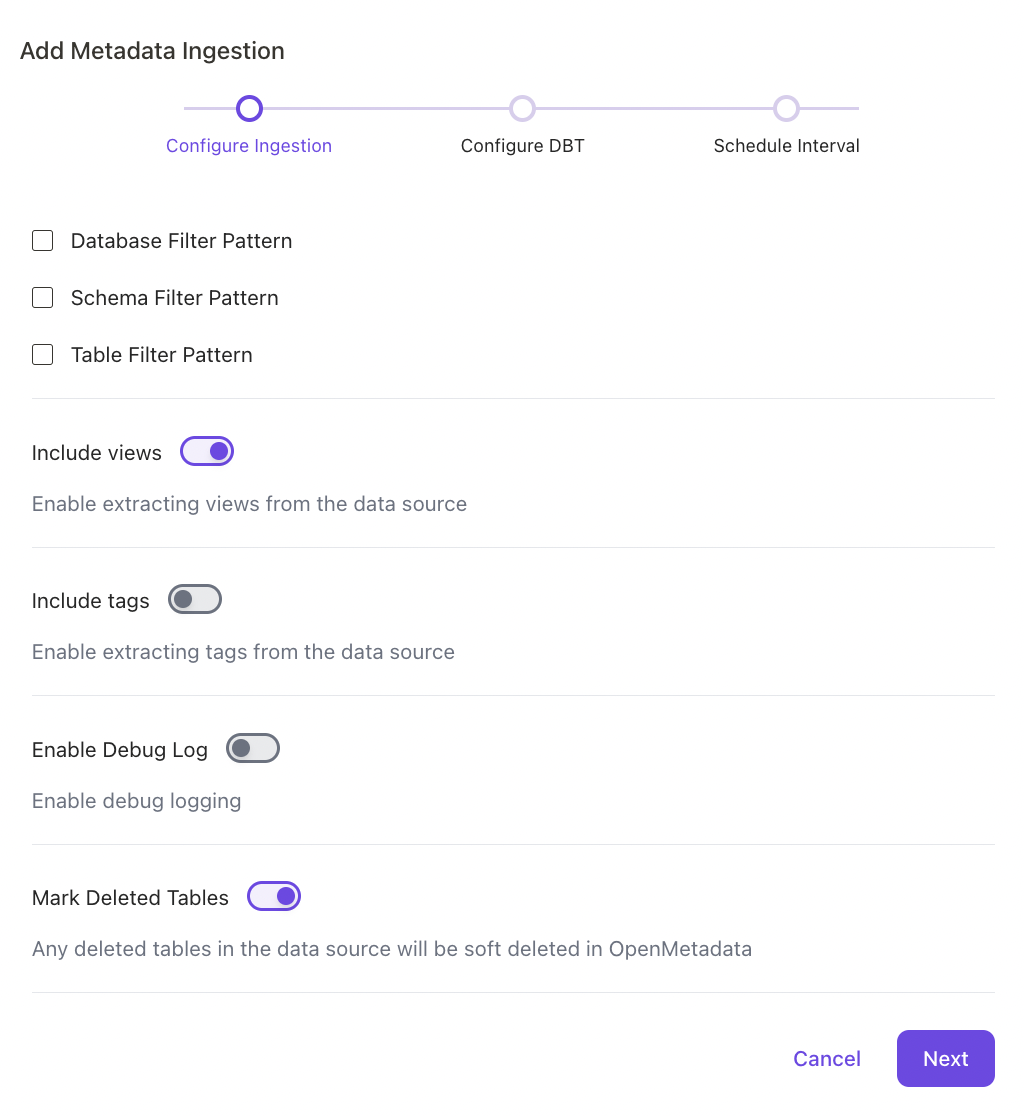 Add Metadata Ingestion
Configure Ingestion
Configure DBT
Schedule Interval
Database Filter Pattern
Schema Filter Pattern
Table Filter Pattern
Include views
Enable extracting views from the data source
Include tags
Enable extracting tags from the data source
Enable Debug Log
Enable debug logging
Mark Deleted Tables
Any deleted tables in the data source will be soft deleted in OpenMetadata
Cancel
Next